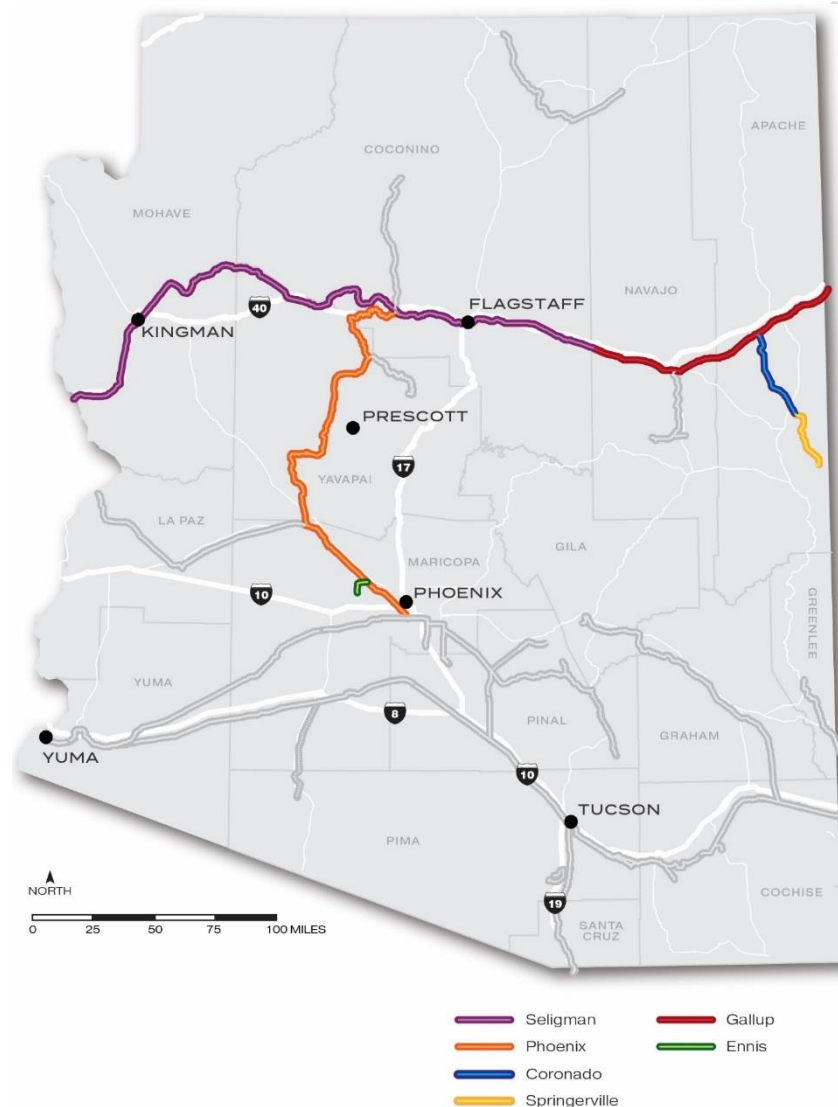 APACHE
COCONINO
MOHAVE
NAVAJO
FLAGSTAFF
40
KINGMAN
PRESCOTT
17
YAVAPAI
LA PAZ
GILA
MARICOPA
10
PHOENIX
GREENLEE
YUMA
8
PINAL
GRAHAM
YUMA
10
TUCSON
PIMA
NORTH
COCHISE
19
SANTA
CRUZ
0 25 50 75 100 MILES
Seligman
Gallup
Phoenix
Ennis
Coronado
Springerville